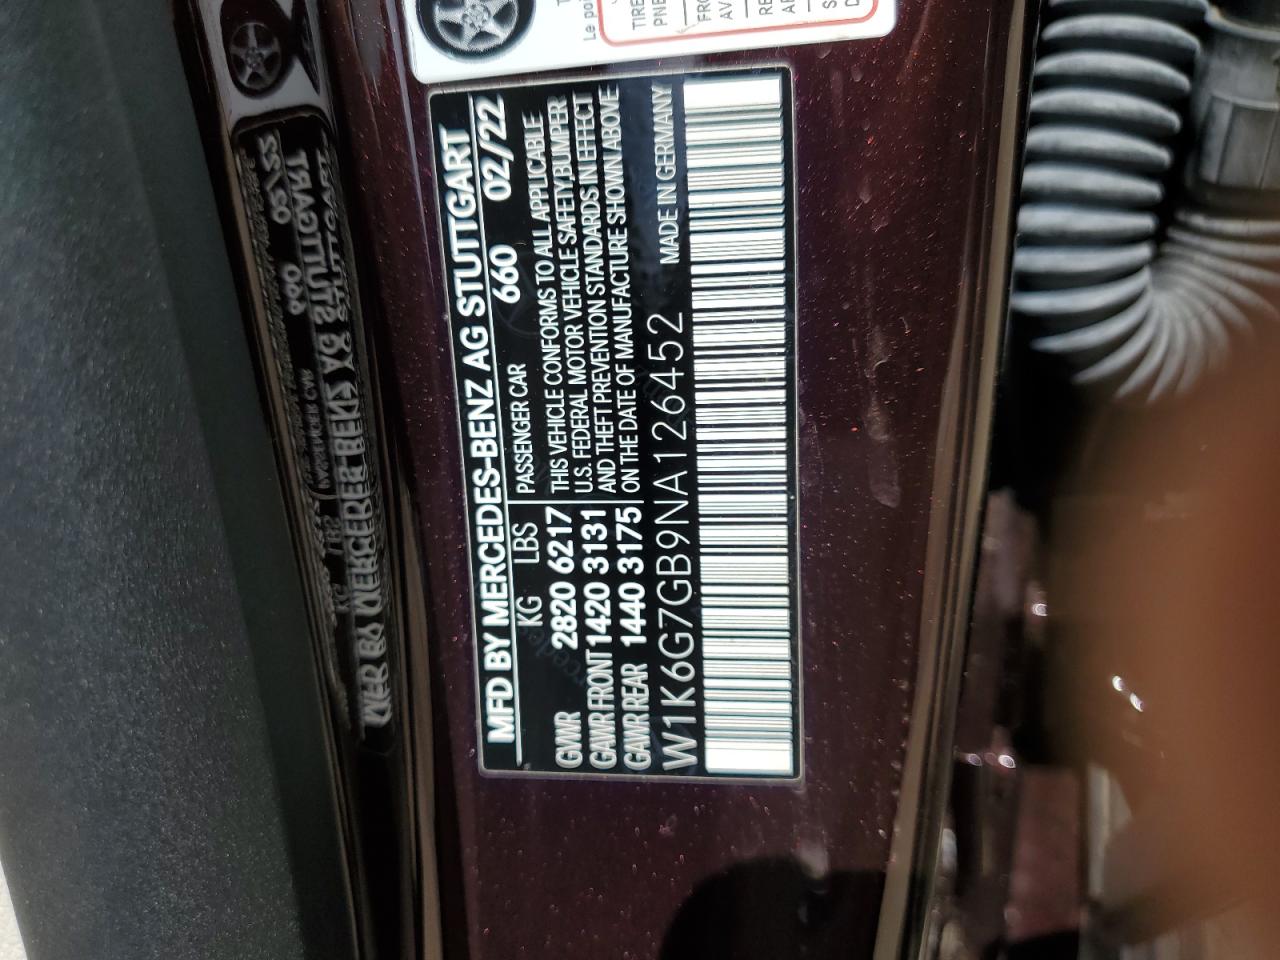 MFD BY MERCEDES-BENZ AG STUTTGART
KG LBS PASSENGER CAR 660 02/22
GVWR 2820 6217 THIS VEHICLE CONFORMS TO ALL APPLICABLE
U.S. FEDERAL MOTOR VEHICLE SAFETY, BUMPER
GAWR FRONT 1420 3131 AND THEFT PREVENTION STANDARDS IN EFFECT
GAWR REAR 1440 3175 ON THE DATE OF MANUFACTURE SHOWN ABOVE
W1K6G7GB9NA126452 MADE IN GERMANY